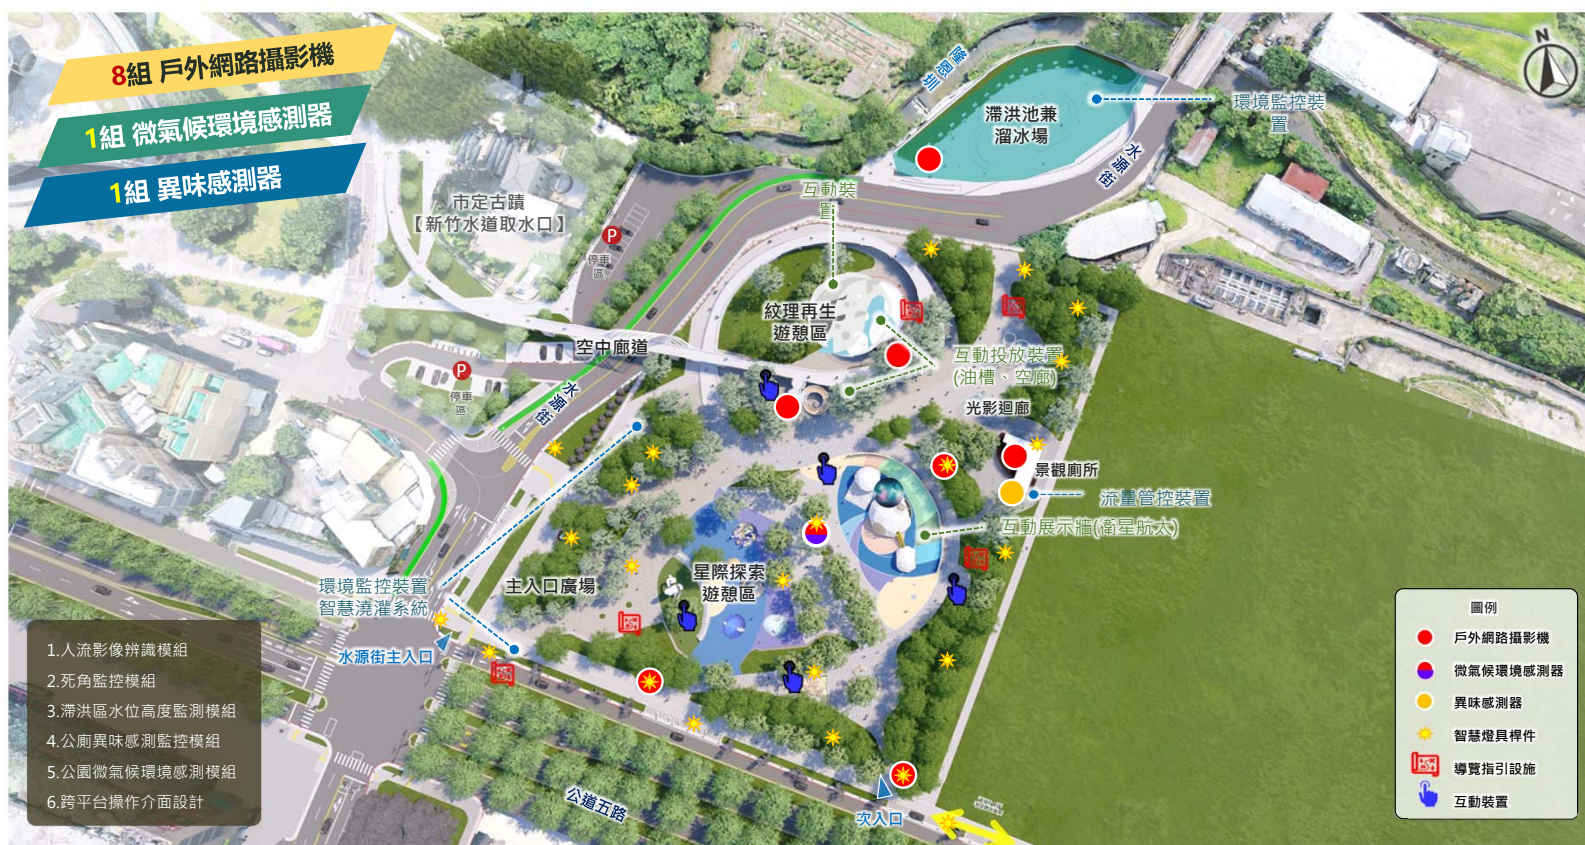 8組 戶外網路攝影機
1組 微氣候環境感測器
1組 異味感測器
N
隆恩圳
滯洪池兼
溜冰場
環境監控裝
置
水源街
市定古蹟
【新竹水道取水口】
P
停車
區
互動裝
置
紋理再生
遊憩區
空中廊道
互動投放裝置
(油槽、空廊)
P
停車
區
水源街
光影迴廊
景觀廁所
流量管控裝置
互動展示牆(衛星航太)
環境監控裝置
智慧澆灌系統
主入口廣場
星際探索
遊憩區
水源街主入口
公道五路
次入口
1.人流影像辨識模組
2.死角監控模組
3.滯洪區水位高度監測模組
4.公廁異味感測監控模組
5.公園微氣候環境感測模組
6.跨平台操作介面設計
圖例
戶外網路攝影機
微氣候環境感測器
異味感測器
智慧燈具桿件
導覽指引設施
互動裝置